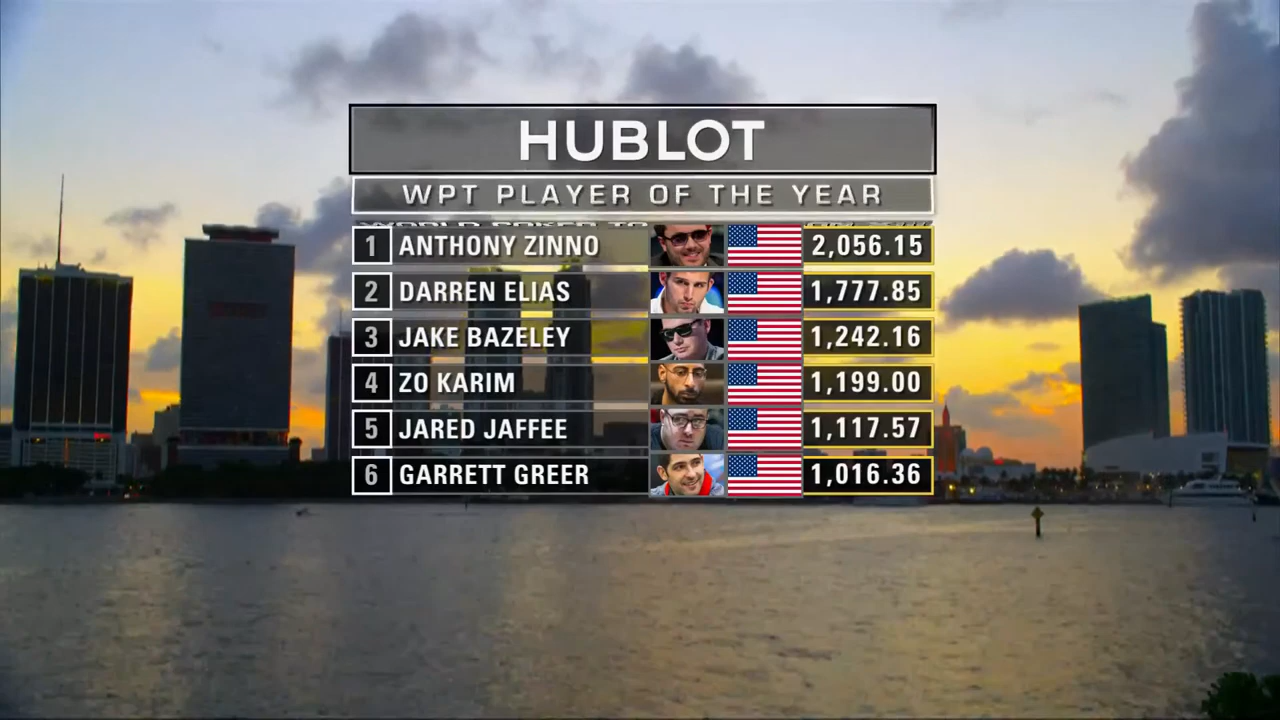 HUBLOT
WPT PLAYER OF THE YEAR
1 ANTHONY ZINNO 2,056.15
2 DARREN ELIAS 1,777.85
3 JAKE BAZELEY 1,242.16
4 ZO KARIM 1,199.00
5 JARED JAFFEE 1,117.57
6 GARRETT GREER 1,016.36